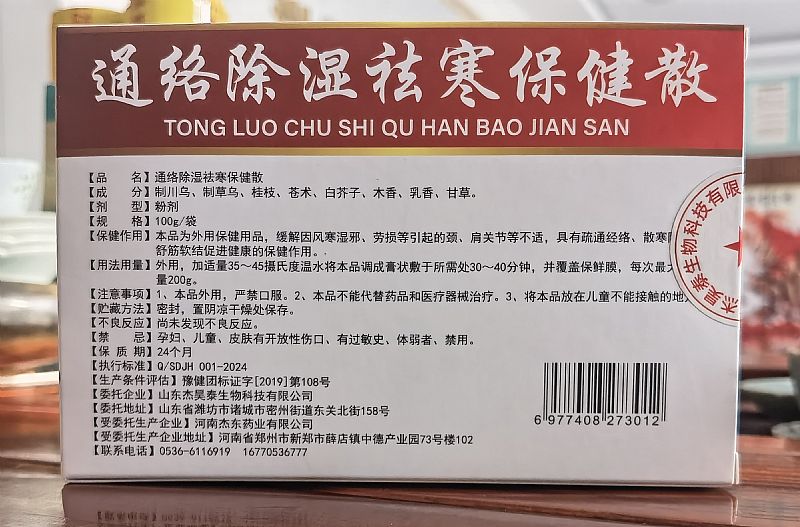 通络除湿祛寒保健散
TONG LUO CHU SHI QU HAN BAO JIAN SAN
【品 名】通络除湿祛寒保健散
【成 分】制川乌、制草乌、桂枝、苍术、白芥子、木香、乳香、甘草。
【剂 型】粉剂
【规 格】100g/袋
【保健作用】本品为外用保健用品，缓解因风寒湿邪、劳损等引起的颈、肩关节等不适，具有疏通经络、散寒
舒筋软结促进健康的保健作用。
【用法用量】外用，加适量35～45摄氏度温水将本品调成膏状敷于所需处30～40分钟，并覆盖保鲜膜，每次最大
量200g。
【注意事项】1、本品外用，严禁口服。2、本品不能代替药品和医疗器械治疗。3、将本品放在儿童不能接触的地
【贮藏方法】密封，置阴凉干燥处保存。
【不良反应】尚未发现不良反应。
【禁 忌】孕妇、儿童、皮肤有开放性伤口、有过敏史、体弱者、禁用。
【保 质 期】24个月
【执行标准】Q/SDJH 001-2024
【生产条件评估】豫健团标证字[2019]第108号
【委托企业】山东杰昊泰生物科技有限公司
【委托地址】山东省潍坊市诸城市密州街道东关北街158号
【受委托生产企业】河南杰东药业有限公司
【受委托生产企业地址】河南省郑州市新郑市薛店镇中德产业园73号楼102
【联系电话】0536-6116919 16770536777
杰昊泰生物科技有限
6 977408 273012